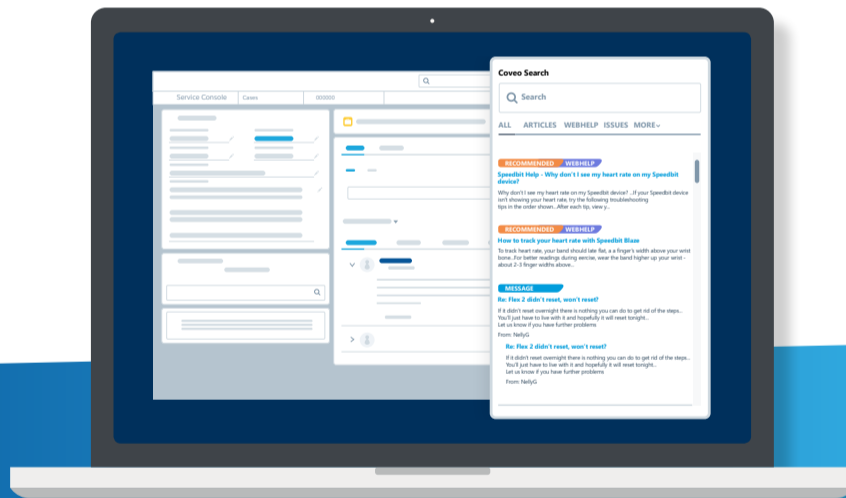 Service Console
Cases
000000
Coveo Search
Search
ALL ARTICLES WEBHELP ISSUES MORE
RECOMMENDED WEBHELP
Speedbit Help - Why don't I see my heart rate on my Speedbit
device?
Why don't I see my heart rate on my Speedbit device? ...If your Speedbit device
isn't showing your heart rate, try the following troubleshooting
tips in the order shown...After each tip, view y...
RECOMMENDED WEBHELP
How to track your heart rate with Speedbit Blaze
To track heart rate, your band should late flat, a a finger's width above your wrist
bone...For better readings during exercise, wear the band higher up your wrist -
about 2-3 finger widths above...
MESSAGE
Re: Flex 2 didn't reset, won't reset?
If it didn't reset overnight there is nothing you can do to get rid of the steps...
You'll just have to live with it and hopefully it will reset tonight...
Let us know if you have further problems
From: NellyG
Re: Flex 2 didn't reset, won't reset?
If it didn't reset overnight there is nothing you can do to get rid of the steps...
You'll just have to live with it and hopefully it will reset tonight...
Let us know if you have further problems
From: NellyG